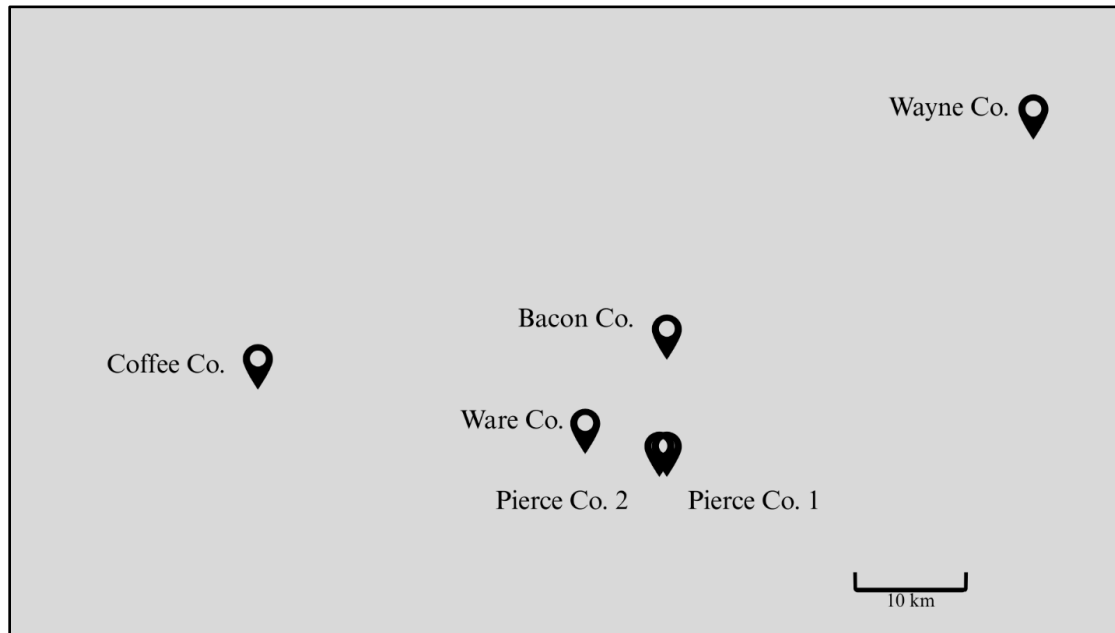 Wayne Co.
Bacon Co.
Coffee Co.
Ware Co.
Pierce Co. 2
Pierce Co. 1
10 km